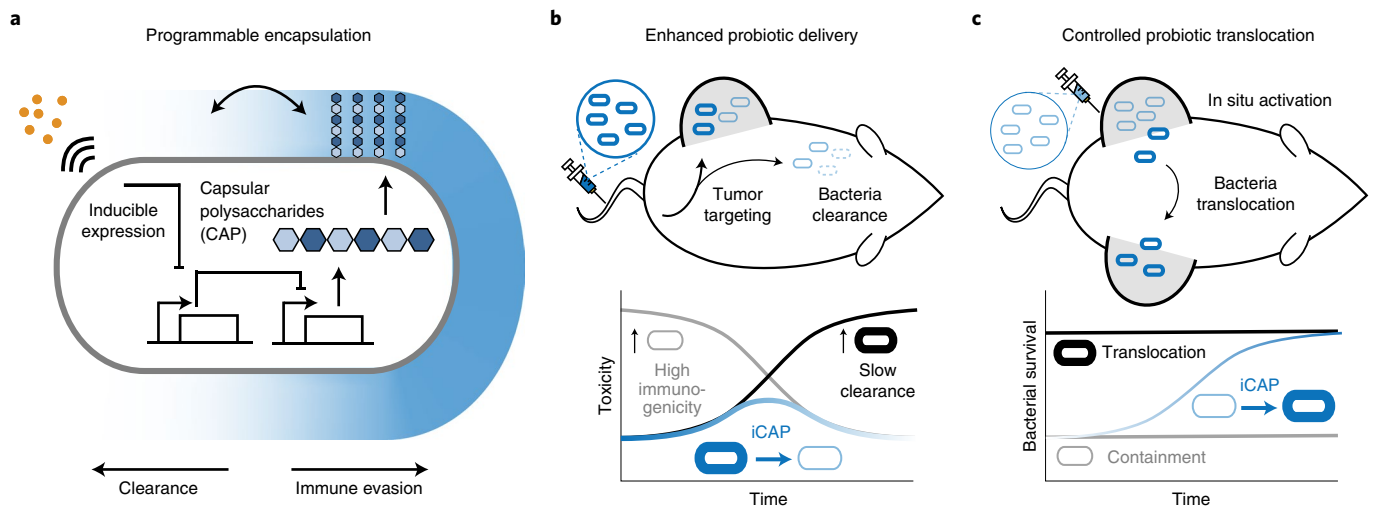 a
Programmable encapsulation
Inducible
expression
Capsular
polysaccharides
(CAP)
Clearance
Immune evasion
b
Enhanced probiotic delivery
Tumor
targeting
Bacteria
clearance
Toxicity
High
immuno-
genicity
Slow
clearance
iCAP
Time
c
Controlled probiotic translocation
In situ activation
Bacteria
translocation
Bacterial survival
Translocation
iCAP
Containment
Time